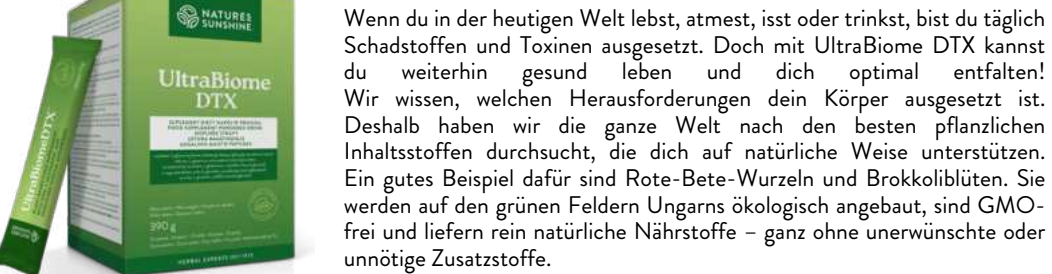 NATURE'S
SUNSHINE
UltraBiome
DTX
UltraBiome DTX
390 g
Wenn du in der heutigen Welt lebst, atmest, isst oder trinkst, bist du täglich
Schadstoffen und Toxinen ausgesetzt. Doch mit UltraBiome DTX kannst
du weiterhin gesund leben und dich optimal entfalten!
Wir wissen, welchen Herausforderungen dein Körper ausgesetzt ist.
Deshalb haben wir die ganze Welt nach den besten pflanzlichen
Inhaltsstoffen durchsucht, die dich auf natürliche Weise unterstützen.
Ein gutes Beispiel dafür sind Rote-Bete-Wurzeln und Brokkoliblüten. Sie
werden auf den grünen Feldern Ungarns ökologisch angebaut, sind GMO-
frei und liefern rein natürliche Nährstoffe – ganz ohne unerwünschte oder
unnötige Zusatzstoffe.